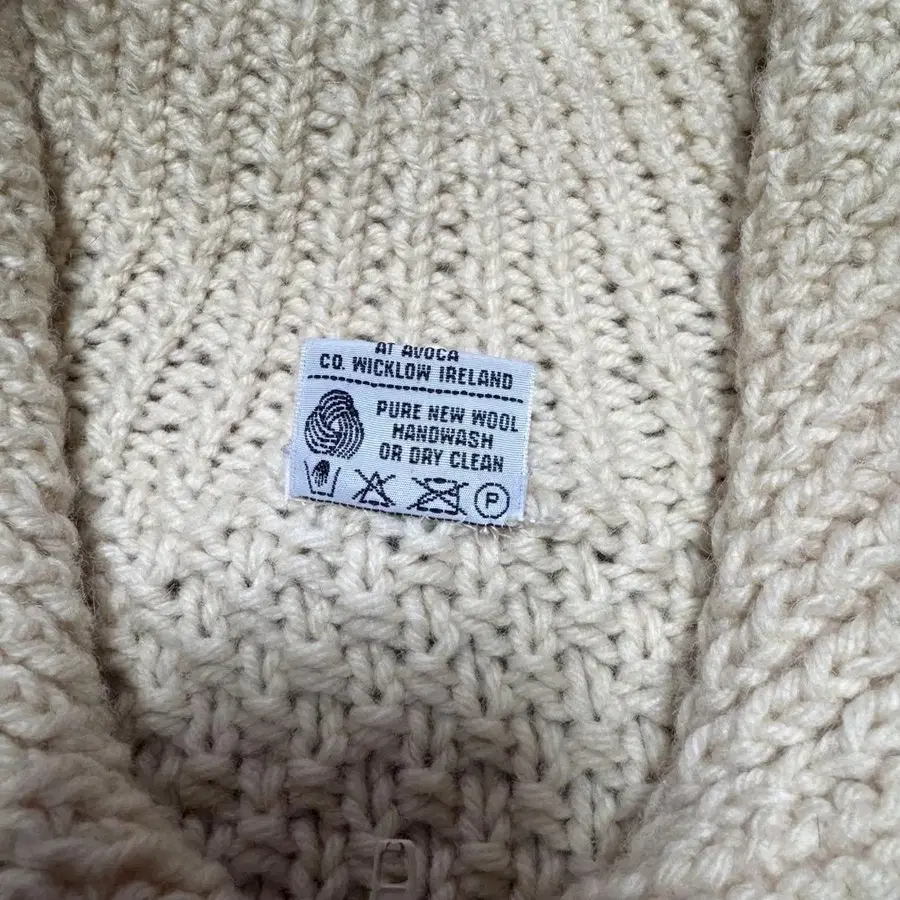 AT AVOCA
CO. WICKLOW IRELAND
PURE NEW WOOL
HANDWASH
OR DRY CLEAN
P